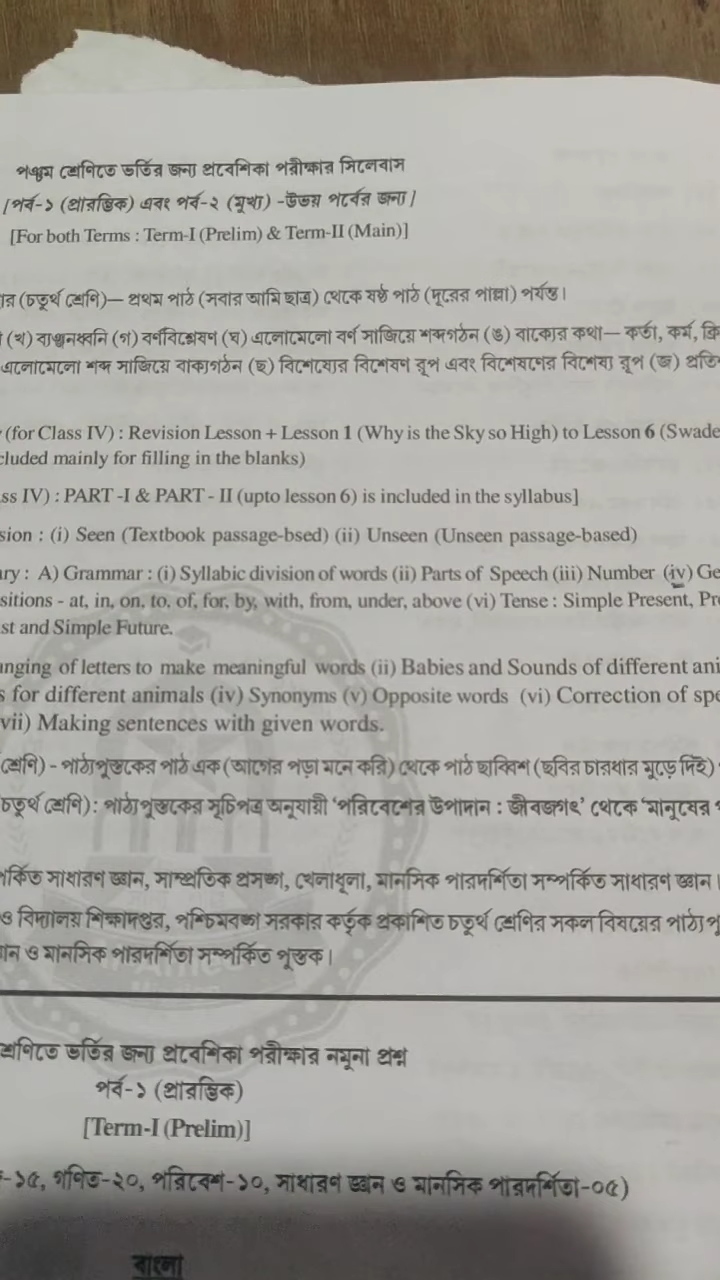 পঞ্চম শ্রেণিতে ভর্তির জন্য প্রবেশিকা পরীক্ষার সিলেবাস
[পর্ব-১ (প্রারম্ভিক) এবং পর্ব-২ (মুখ্য) -উভয় পর্বের জন্য]
[For both Terms : Term-I (Prelim) & Term-II (Main)]
(চতুর্থ শ্রেণি)— প্রথম পাঠ (সবার আমি ছাত্র) থেকে ষষ্ঠ পাঠ (দূরের পাল্লা) পর্যন্ত।
(খ) ব্যঞ্জনধ্বনি (গ) বর্ণবিশ্লেষণ (ঘ) এলোমেলো বর্ণ সাজিয়ে শব্দগঠন (ঙ) বাক্যের কথা— কর্তা, কর্ম, ক্রি
এলোমেলো শব্দ সাজিয়ে বাক্যগঠন (ছ) বিশেষ্যের বিশেষণ রূপ এবং বিশেষণের বিশেষ্য রূপ (জ) প্রতি
(for Class IV) : Revision Lesson + Lesson 1 (Why is the Sky so High) to Lesson 6 (Swade
cluded mainly for filling in the blanks)
ss IV) : PART -I & PART - II (upto lesson 6) is included in the syllabus]
sion : (i) Seen (Textbook passage-bsed) (ii) Unseen (Unseen passage-based)
ary : A) Grammar : (i) Syllabic division of words (ii) Parts of Speech (iii) Number (iv) Ge
sitions - at, in, on, to, of, for, by, with, from, under, above (vi) Tense : Simple Present, Pre
st and Simple Future.
anging of letters to make meaningful words (ii) Babies and Sounds of different ani
s for different animals (iv) Synonyms (v) Opposite words (vi) Correction of spe
vii) Making sentences with given words.
শ্রেণি) - পাঠ্যপুস্তকের পাঠ এক (আগের পড়া মনে করি) থেকে পাঠ ছাব্বিশ (ছবির চারধার মুড়ে দিই)
চতুর্থ শ্রেণি) : পাঠ্যপুস্তকের সূচিপত্র অনুযায়ী 'পরিবেশের উপাদান : জীবজগৎ' থেকে 'মানুষের
পর্কিত সাধারণ জ্ঞান, সাম্প্রতিক প্রসঙ্গ, খেলাধূলা, মানসিক পারদর্শিতা সম্পর্কিত সাধারণ জ্ঞান।
ও বিদ্যালয় শিক্ষাদপ্তর, পশ্চিমবঙ্গ সরকার কর্তৃক প্রকাশিত চতুর্থ শ্রেণির সকল বিষয়ের পাঠ্যপু
ান ও মানসিক পারদর্শিতা সম্পর্কিত পুস্তক।
শ্রেণিতে ভর্তির জন্য প্রবেশিকা পরীক্ষার নমুনা প্রশ্ন
পর্ব-১ (প্রারম্ভিক)
[Term-I (Prelim)]
-১৫, গণিত-২০, পরিবেশ-১০, সাধারণ জ্ঞান ও মানসিক পারদর্শিতা-০৫)
বাংলা